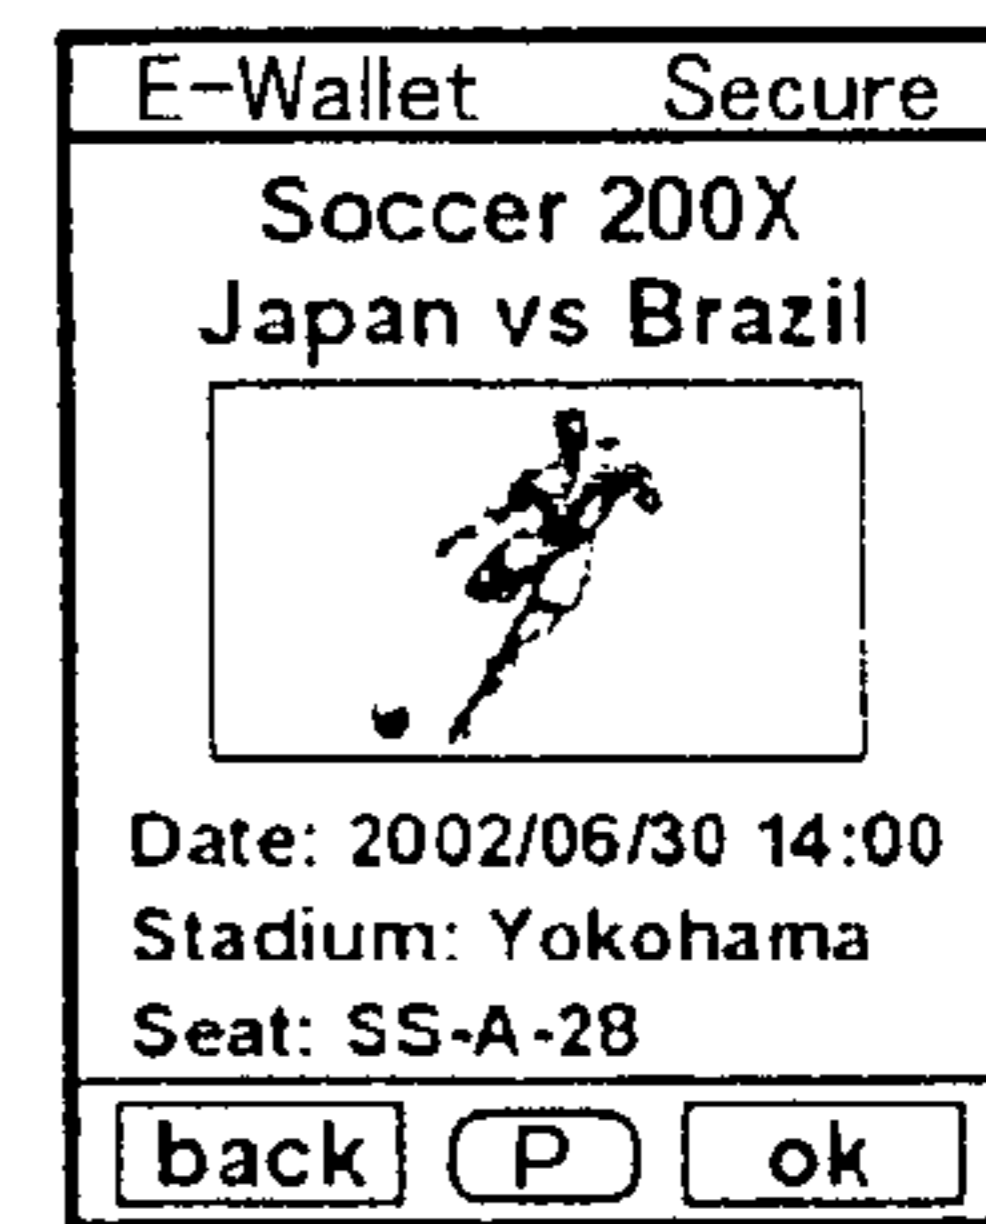 E-Wallet Secure
Soccer 200X
Japan vs Brazil
Date: 2002/06/30 14:00
Stadium: Yokohama
Seat: SS-A-28
back P ok